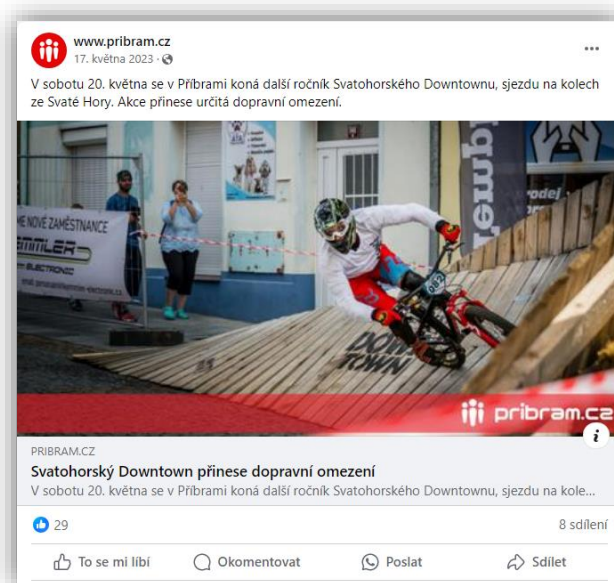 www.pribram.cz
17. května 2023 ·
V sobotu 20. května se v Příbrami koná další ročník Svatohorského Downtownu, sjezdu na kolech
ze Svaté Hory. Akce přinese určitá dopravní omezení.
ME NOVÉ ZAMĚSTNANCE
ELECTRONIC
DOWN
TOWN
pribram.cz
PRIBRAM.CZ
Svatohorský Downtown přinese dopravní omezení
V sobotu 20. května se v Příbrami koná další ročník Svatohorského Downtownu, sjezdu na kole...
29
8 sdílení
To se mi líbí
Okomentovat
Poslat
Sdílet